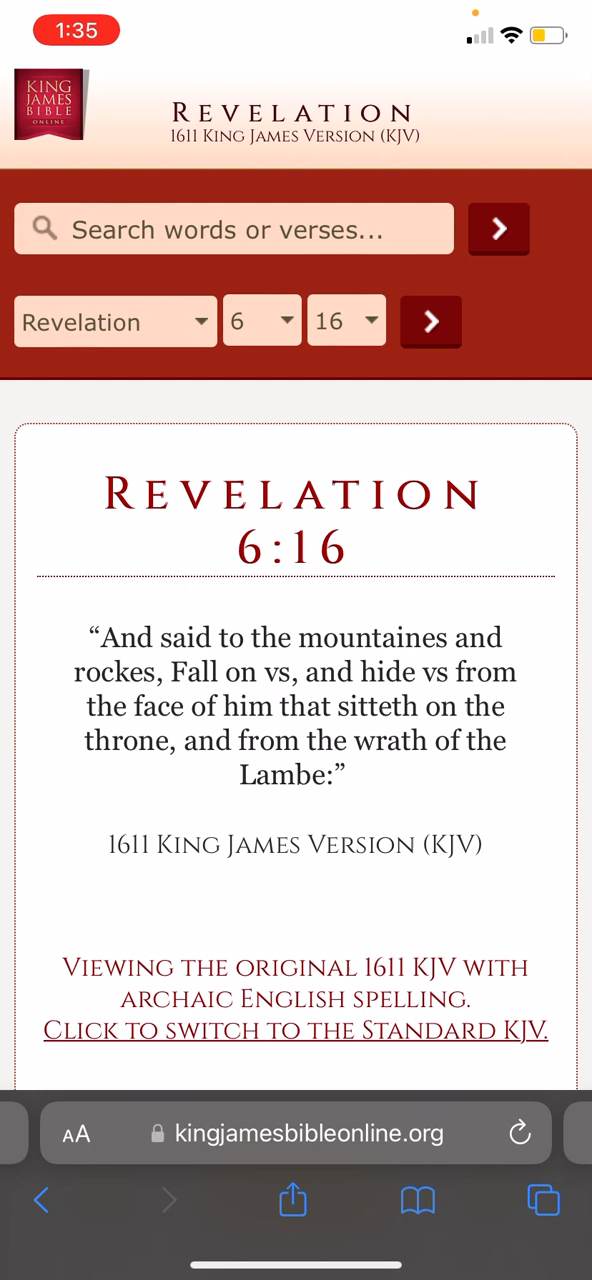 1:35
KING
JAMES
BIBLE
ONLINE
REVELATION
1611 KING JAMES VERSION (KJV)
Search words or verses...
Revelation 6 16
REVELATION
6:16
“And said to the mountaines and
rockes, Fall on vs, and hide vs from
the face of him that sitteth on the
throne, and from the wrath of the
Lambe:”
1611 KING JAMES VERSION (KJV)
VIEWING THE ORIGINAL 1611 KJV WITH
ARCHAIC ENGLISH SPELLING.
CLICK TO SWITCH TO THE STANDARD KJV.
AA kingjamesbibleonline.org